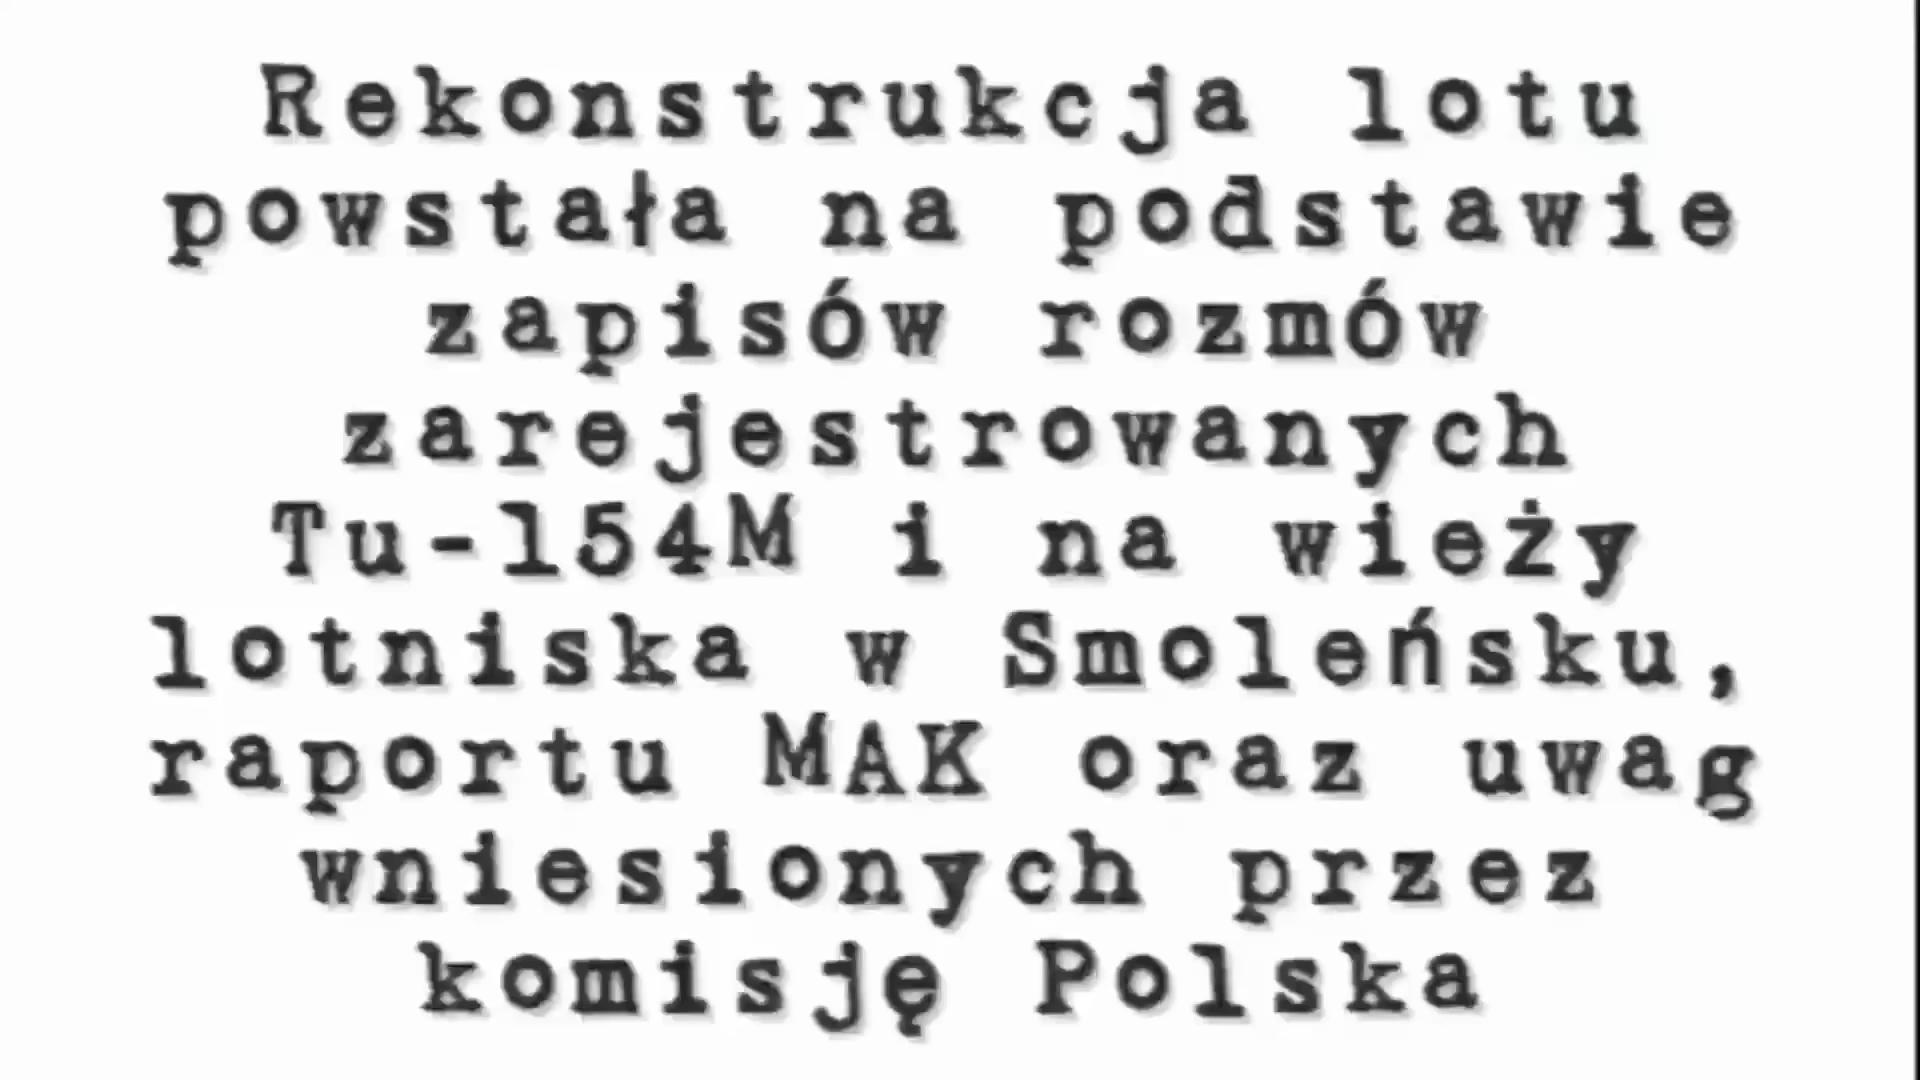 Rekonstrukcja lotu
powstała na podstawie
zapisów rozmów
zarejestrowanych
Tu-154M i na wieży
lotniska w Smoleńsku,
raportu MAK oraz uwag
wniesionych przez
komisję Polska